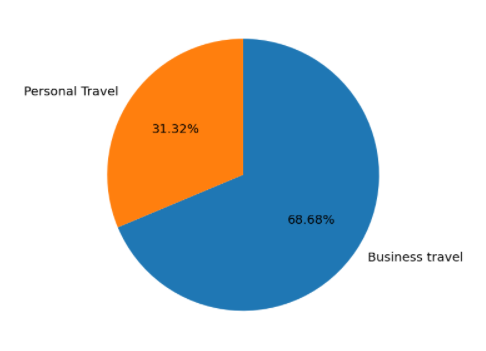 Personal Travel
31.32%
68.68%
Business travel